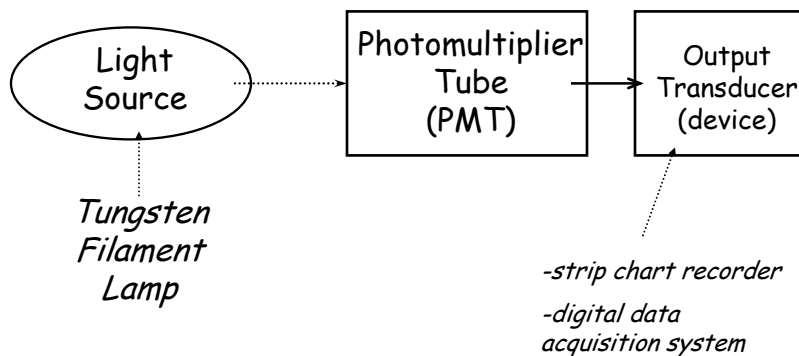 Light
Source
Photomultiplier
Tube
(PMT)
Output
Transducer
(device)
Tungsten
Filament
Lamp
-strip chart recorder
-digital data
acquisition system